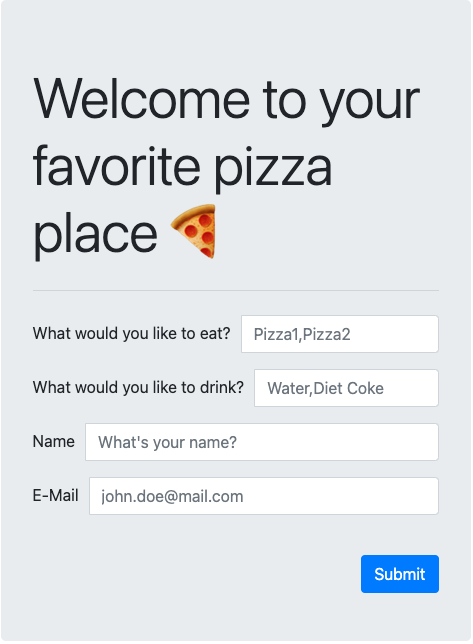 Welcome to your
favorite pizza
place 🍕
What would you like to eat? Pizza1,Pizza2
What would you like to drink? Water,Diet Coke
Name What's your name?
E-Mail john.doe@mail.com
Submit